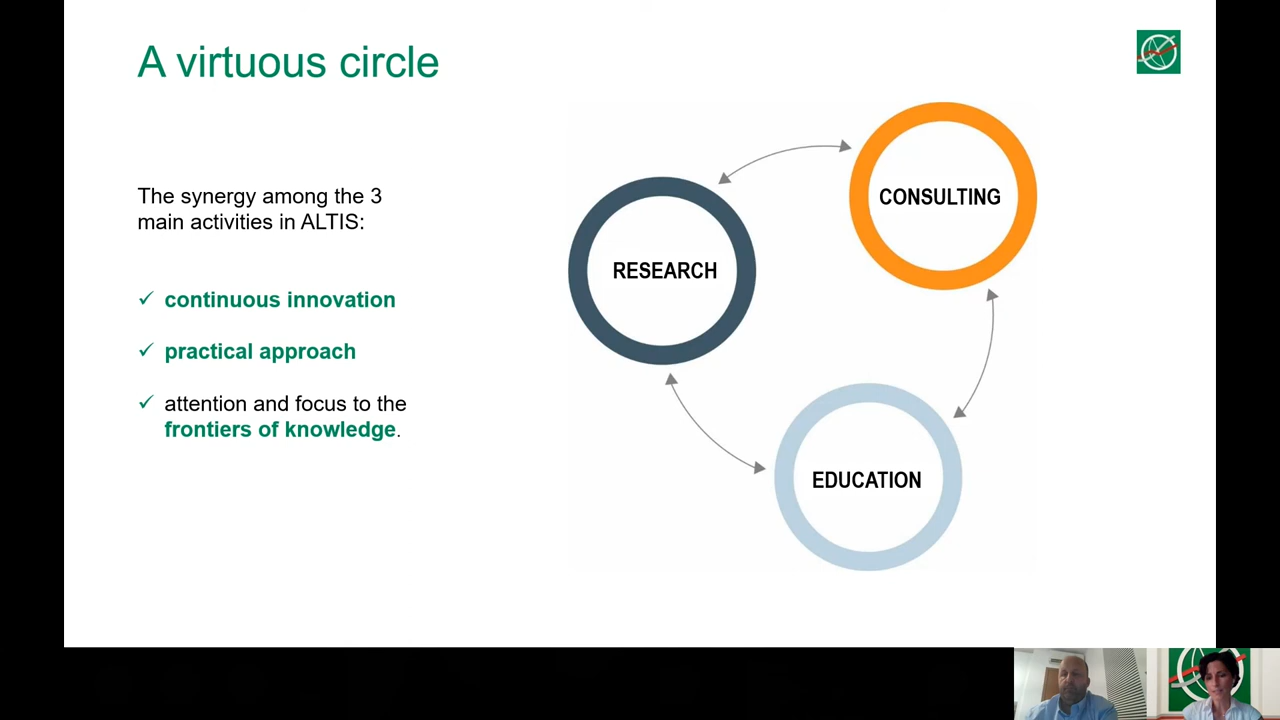 A virtuous circle
The synergy among the 3
main activities in ALTIS:
✓ continuous innovation
✓ practical approach
✓ attention and focus to the
frontiers of knowledge.
RESEARCH
CONSULTING
EDUCATION